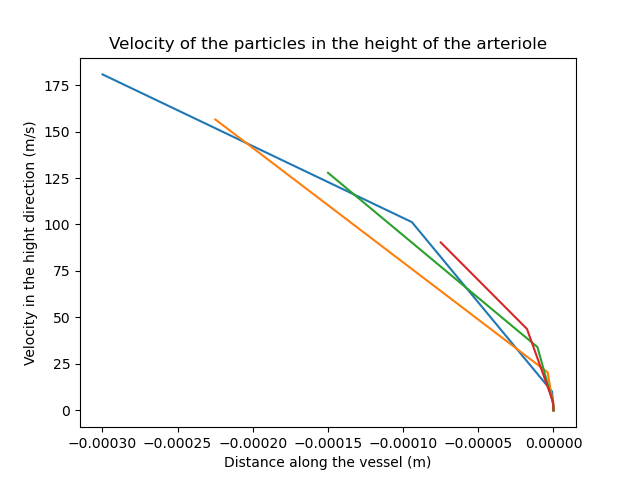 Velocity of the particles in the height of the arteriole
Velocity in the hight direction (m/s)
175
150
125
100
75
50
25
0
−0.00030 −0.00025 −0.00020 −0.00015 −0.00010 −0.00005 0.00000
Distance along the vessel (m)